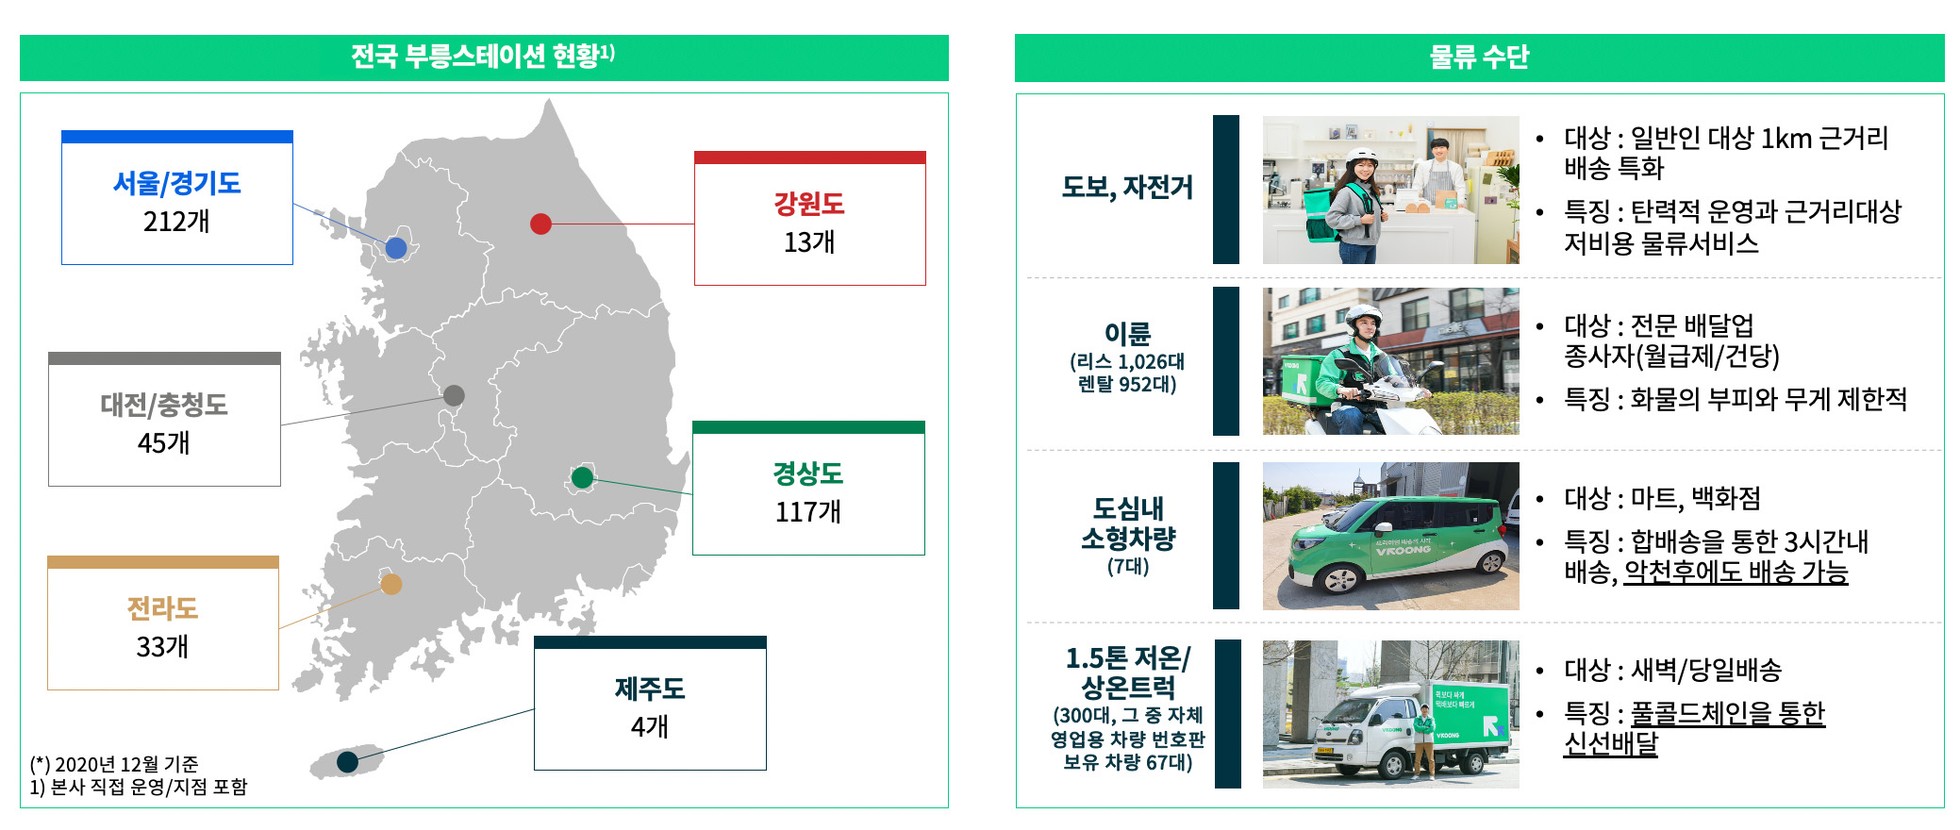 전국 부릉스테이션 현황1)
서울/경기도
212개
강원도
13개
대전/충청도
45개
경상도
117개
전라도
33개
제주도
4개
(*) 2020년 12월 기준
1) 본사 직접 운영/지점 포함
물류 수단
도보, 자전거
• 대상 : 일반인 대상 1km 근거리
배송 특화
• 특징 : 탄력적 운영과 근거리대상
저비용 물류서비스
이륜
(리스 1,026대
렌탈 952대)
VROONG
• 대상 : 전문 배달업
종사자(월급제/건당)
• 특징 : 화물의 부피와 무게 제한적
도심내
소형차량
(7대)
VROONG
• 대상 : 마트, 백화점
• 특징 : 합배송을 통한 3시간내
배송, 악천후에도 배송 가능
1.5톤 저온/
상온트럭
(300대, 그 중 자체
영업용 차량 번호판
보유 차량 67대)
택배보다 빠르게
VROONG
• 대상 : 새벽/당일배송
• 특징 : 풀콜드체인을 통한
신선배달